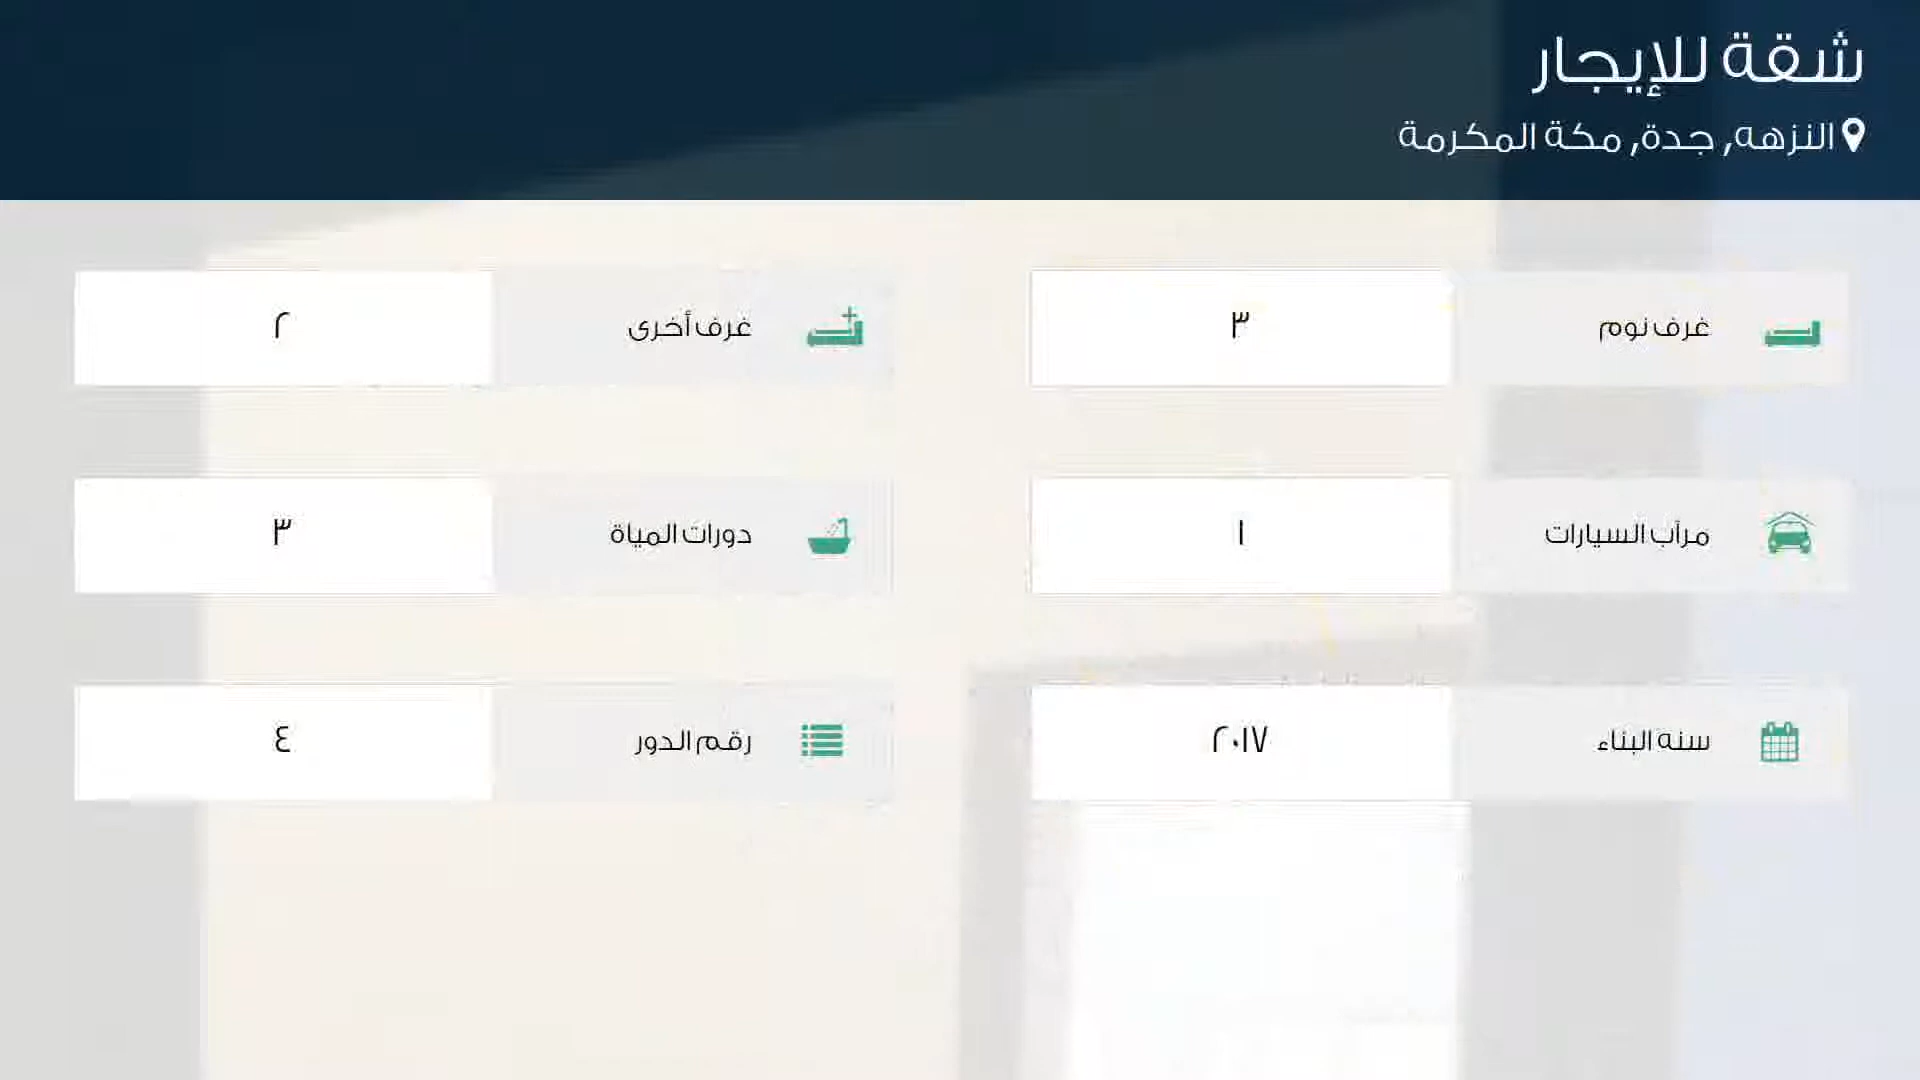 شقة للإيجار
النزهه, جدة, مكة المكرمة
غرف نوم ٣
غرف أخرى ٢
مرآب السيارات ١
دورات المياة ٣
سنه البناء ٢٠١٧
رقم الدور ٤